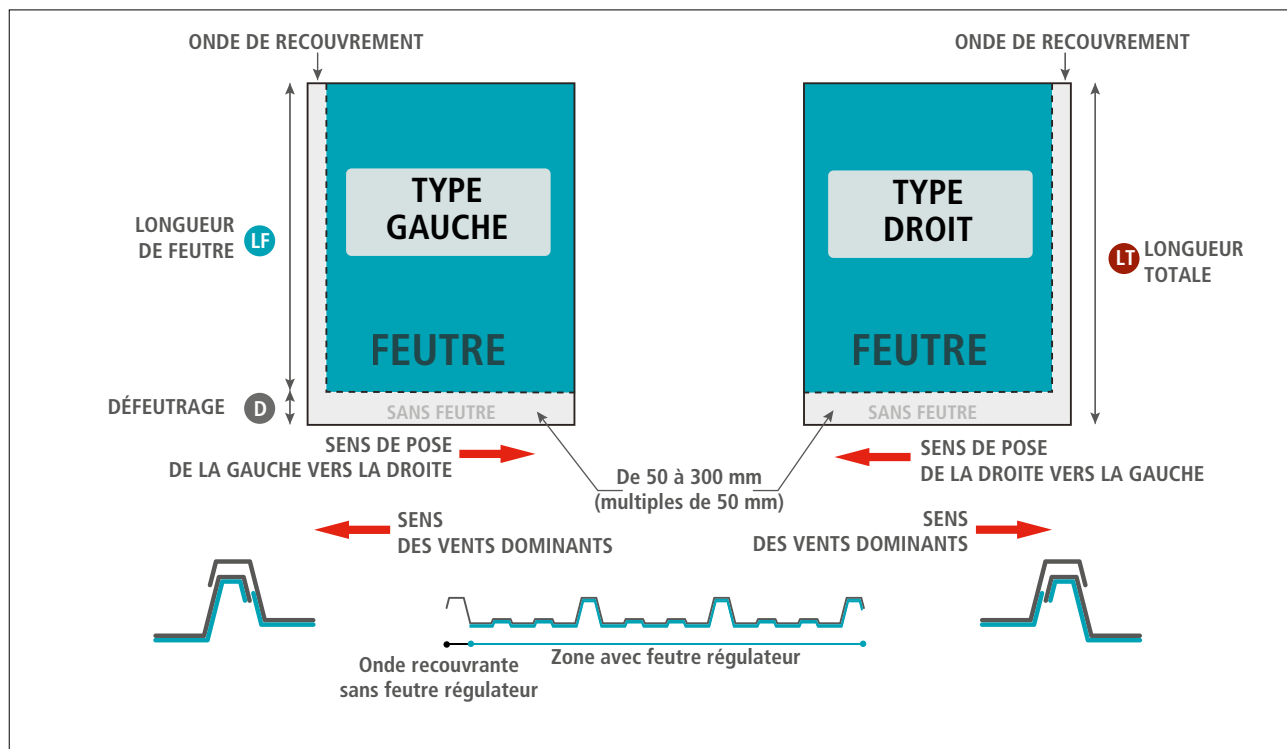 ONDE DE RECOUVREMENT
ONDE DE RECOUVREMENT
TYPE
GAUCHE
TYPE
DROIT
LONGUEUR
DE FEUTRE
LF
LT
LONGUEUR
TOTALE
FEUTRE
FEUTRE
DÉFEUTRAGE
D
SANS FEUTRE
SANS FEUTRE
SENS DE POSE
DE LA GAUCHE VERS LA DROITE
De 50 à 300 mm
(multiples de 50 mm)
SENS DE POSE
DE LA DROITE VERS LA GAUCHE
SENS
DES VENTS DOMINANTS
SENS
DES VENTS DOMINANTS
Onde recouvrante
sans feutre régulateur
Zone avec feutre régulateur